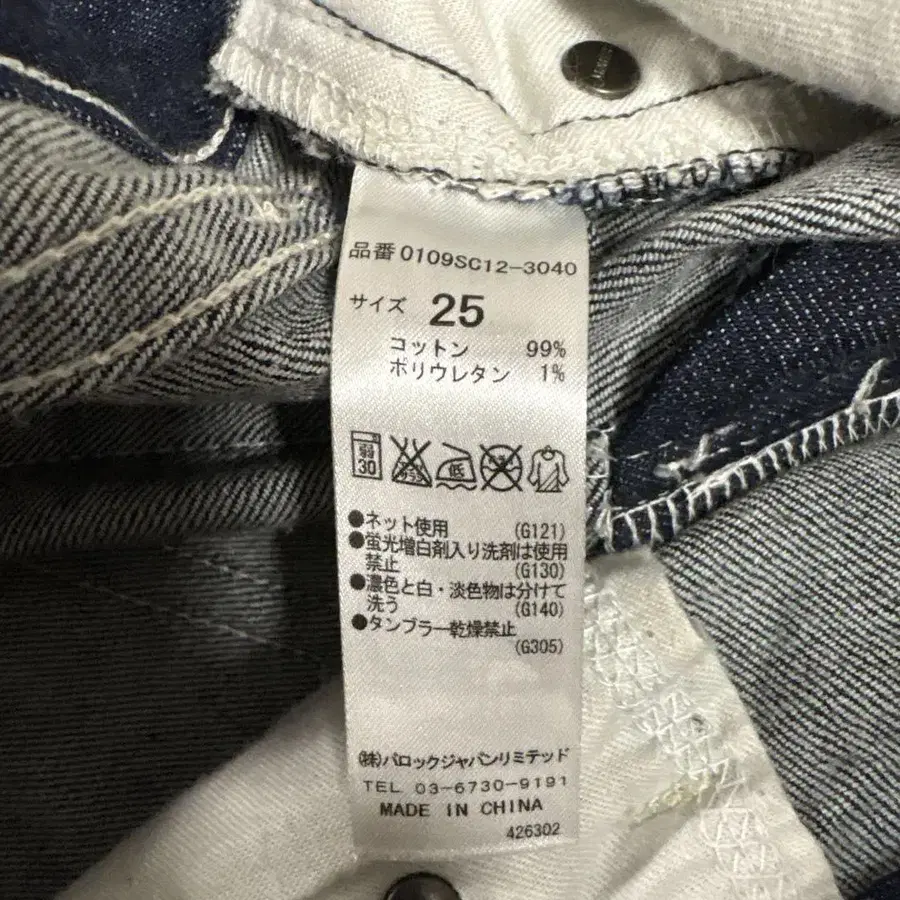 品番 0109SC12-3040
サイズ 25
コットン 99%
ポリウレタン 1%
弱 30 低
●ネット使用 (G121)
●蛍光増白剤入り洗剤は使用
禁止 (G130)
●濃色と白・淡色物は分けて
洗う (G140)
●タンブラー乾燥禁止
(G305)
㈱バロックジャパンリミテッド
TEL 03-6730-9191
MADE IN CHINA
426302